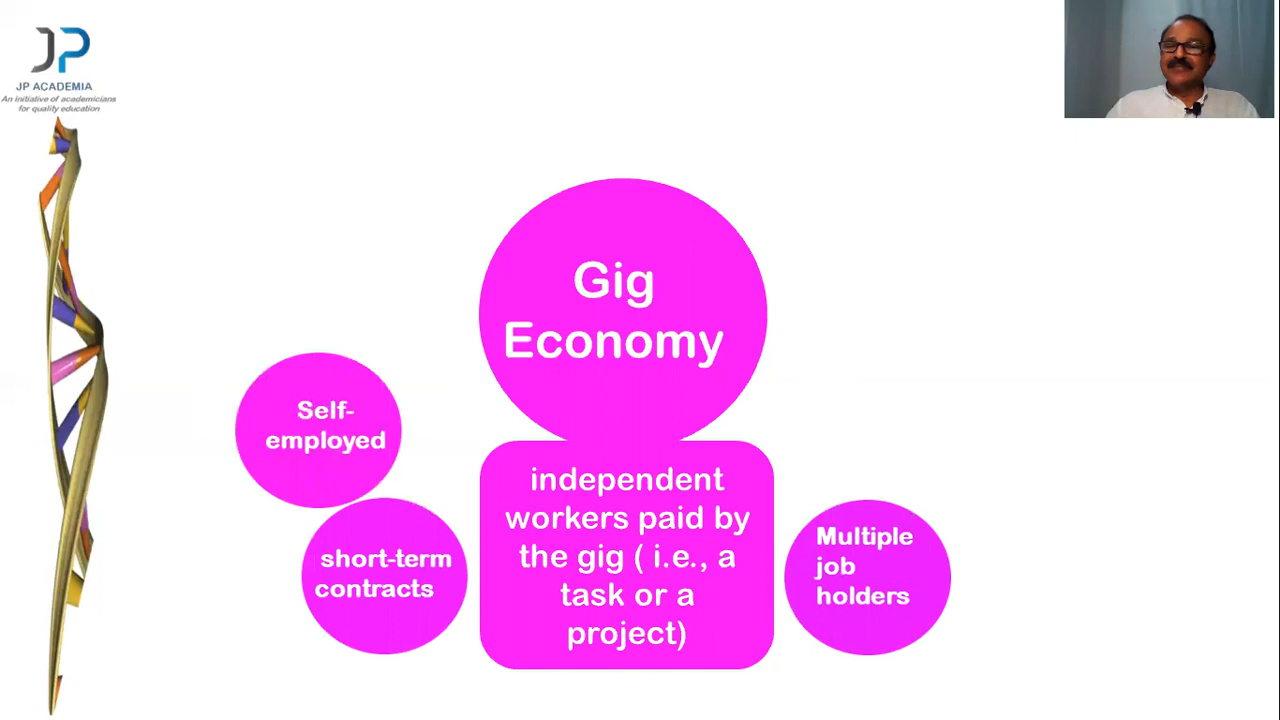 JP
JP ACADEMIA
An initiative of academicians
for quality education
Gig
Economy
Self-
employed
short-term
contracts
independent
workers paid by
the gig ( i.e., a
task or a
project)
Multiple
job
holders